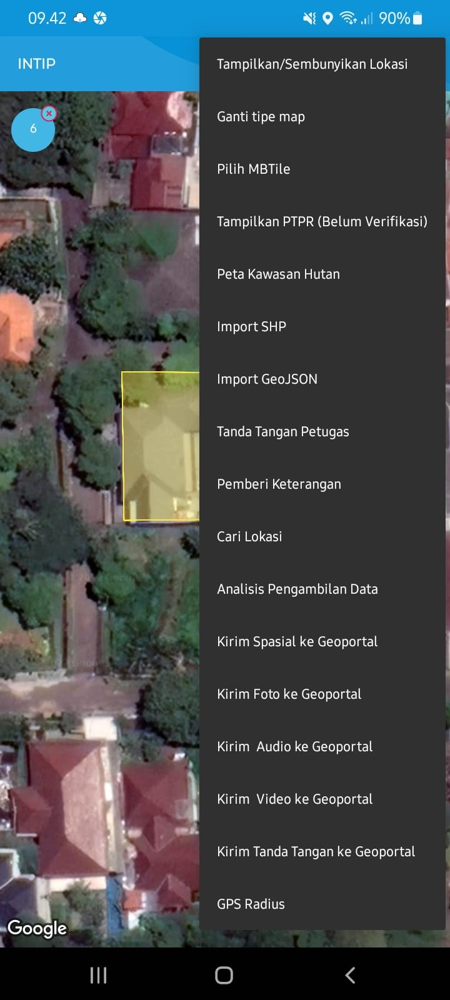 09.42
90%
INTIP
6
Tampilkan/Sembunyikan Lokasi
Ganti tipe map
Pilih MBTile
Tampilkan PTPR (Belum Verifikasi)
Peta Kawasan Hutan
Import SHP
Import GeoJSON
Tanda Tangan Petugas
Pemberi Keterangan
Cari Lokasi
Analisis Pengambilan Data
Kirim Spasial ke Geoportal
Kirim Foto ke Geoportal
Kirim  Audio ke Geoportal
Kirim  Video ke Geoportal
Kirim Tanda Tangan ke Geoportal
GPS Radius
Google